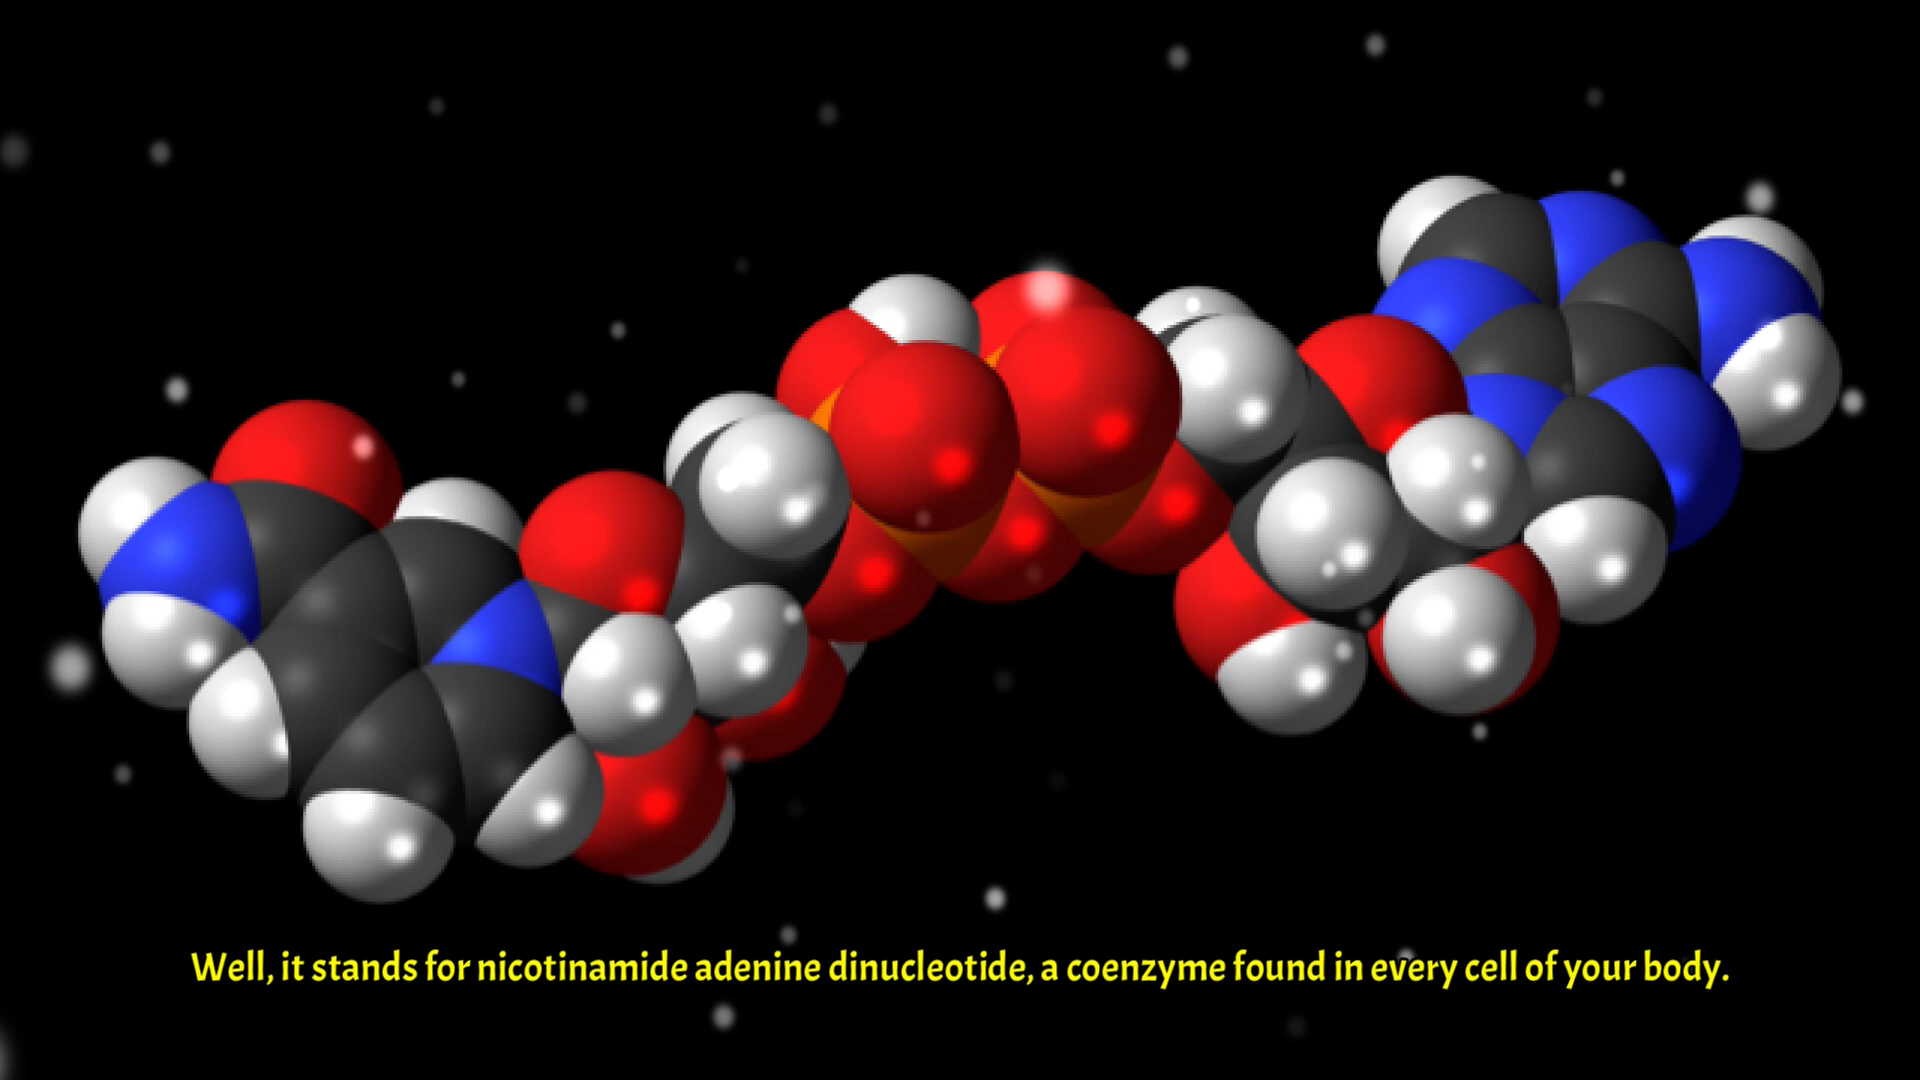 Well, it stands for nicotinamide adenine dinucleotide, a coenzyme found in every cell of your body.